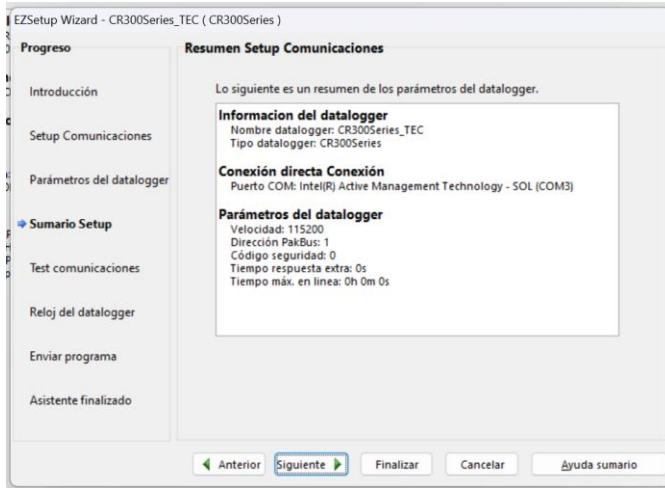 EZSetup Wizard - CR300Series_TEC ( CR300Series )
Progreso
Introducción
Setup Comunicaciones
Parámetros del datalogger
Sumario Setup
Test comunicaciones
Reloj del datalogger
Enviar programa
Asistente finalizado
Resumen Setup Comunicaciones
Lo siguiente es un resumen de los parámetros del datalogger.
Informacion del datalogger
Nombre datalogger: CR300Series_TEC
Tipo datalogger: CR300Series
Conexión directa Conexión
Puerto COM: Intel(R) Active Management Technology - SOL (COM3)
Parámetros del datalogger
Velocidad: 115200
Dirección PakBus: 1
Código seguridad: 0
Tiempo respuesta extra: 0s
Tiempo máx. en linea: 0h 0m 0s
Anterior
Siguiente
Finalizar
Cancelar
Ayuda sumario